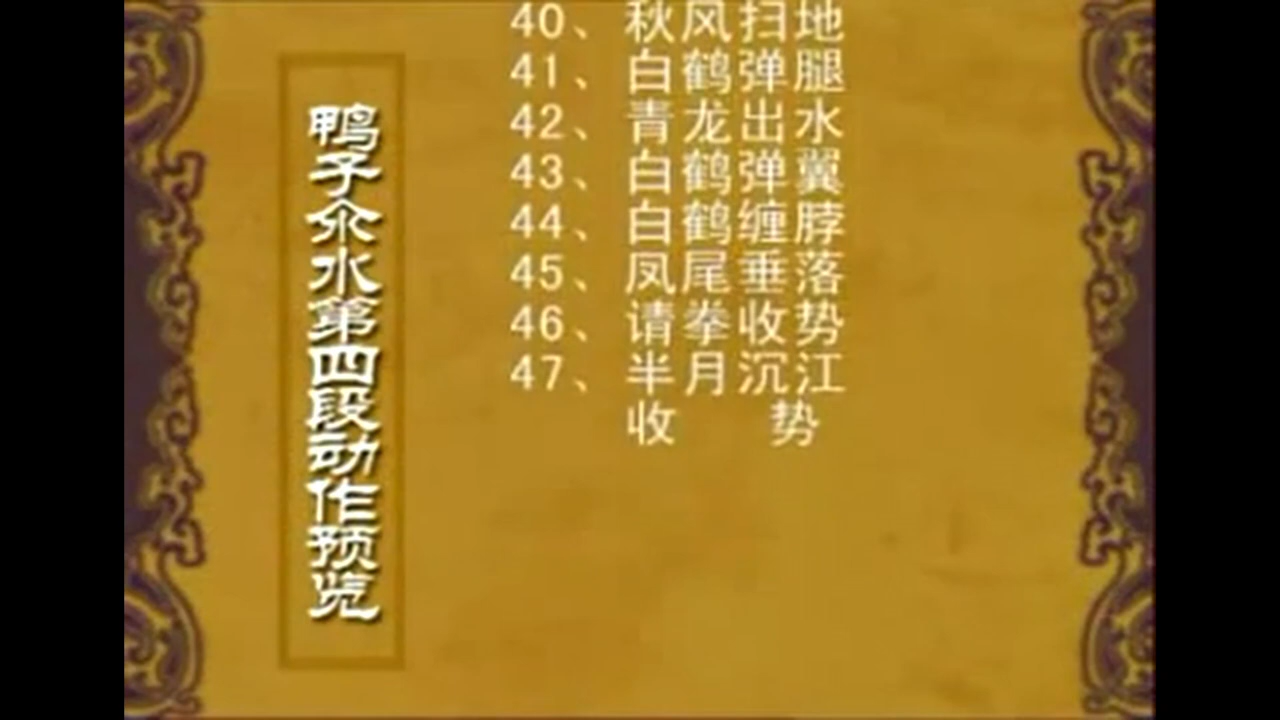 鸭子氽水第四段动作预览
40、秋风扫地
41、白鹤弹腿
42、青龙出水
43、白鹤弹翼
44、白鹤缠脖
45、凤尾垂落
46、请拳收势
47、半月沉江
收 势